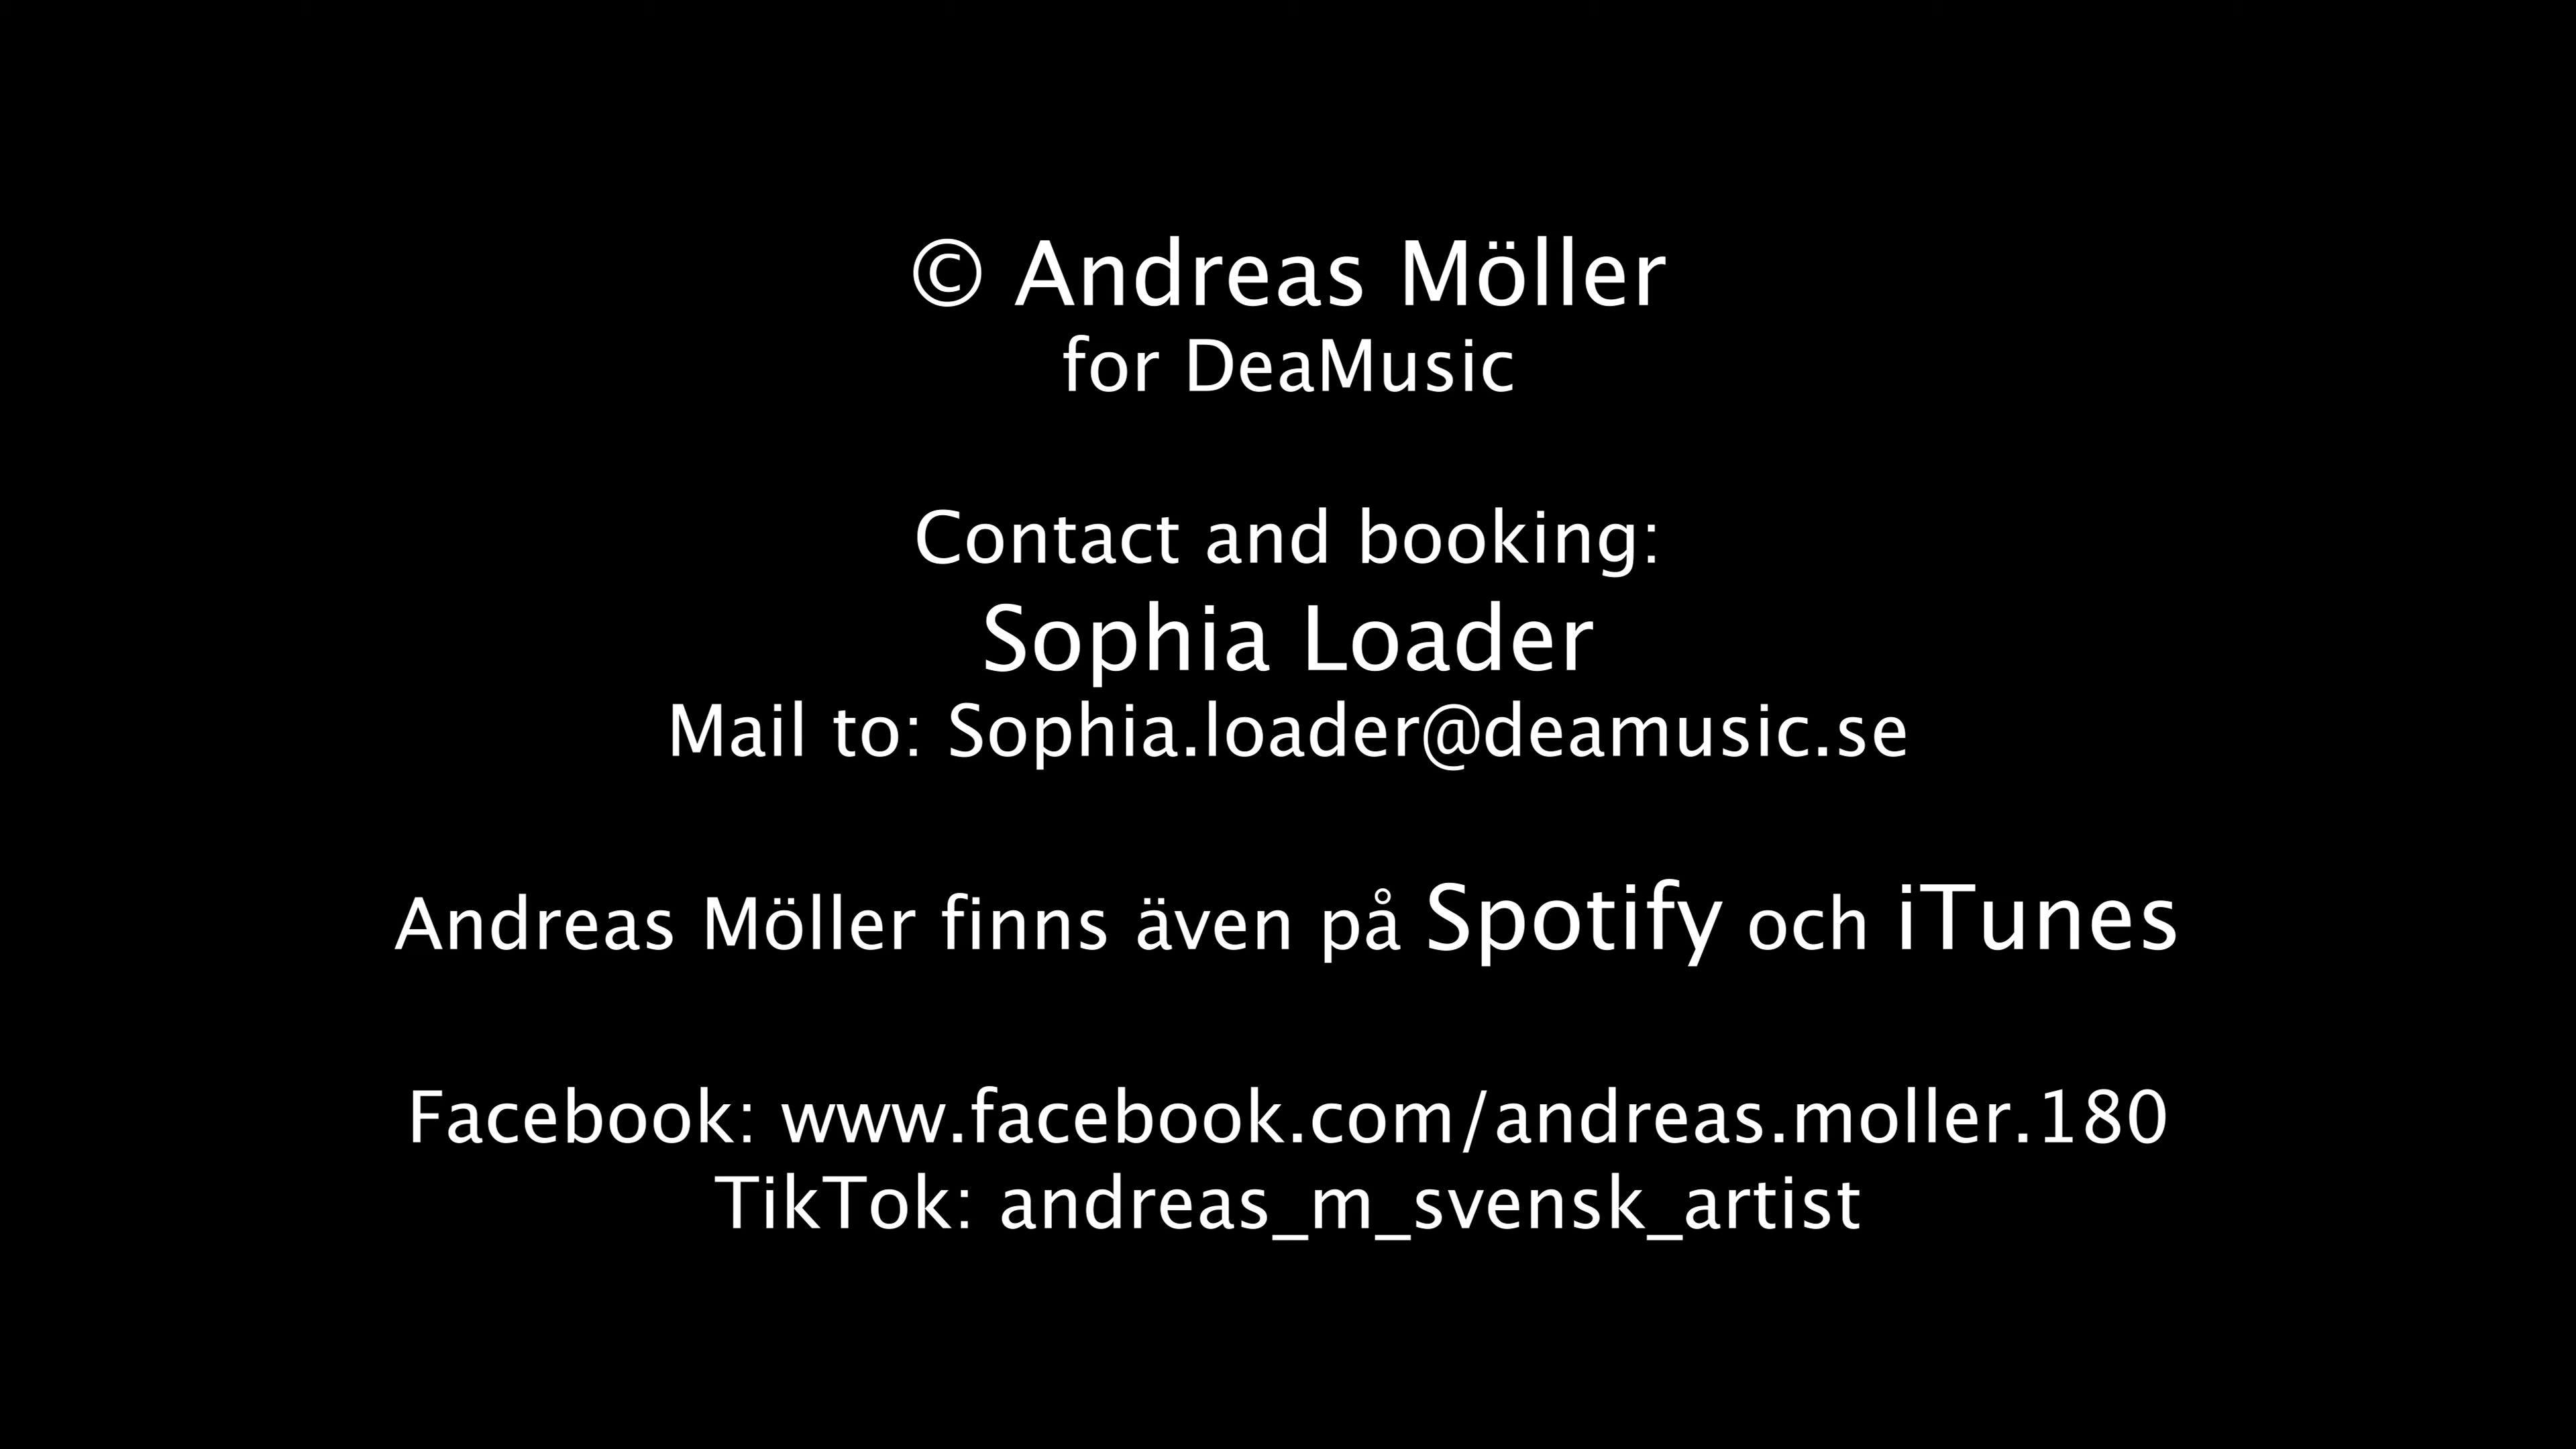 © Andreas Möller
for DeaMusic
Contact and booking:
Sophia Loader
Mail to: Sophia.loader@deamusic.se
Andreas Möller finns även på Spotify och iTunes
Facebook: www.facebook.com/andreas.moller.180
TikTok: andreas_m_svensk_artist